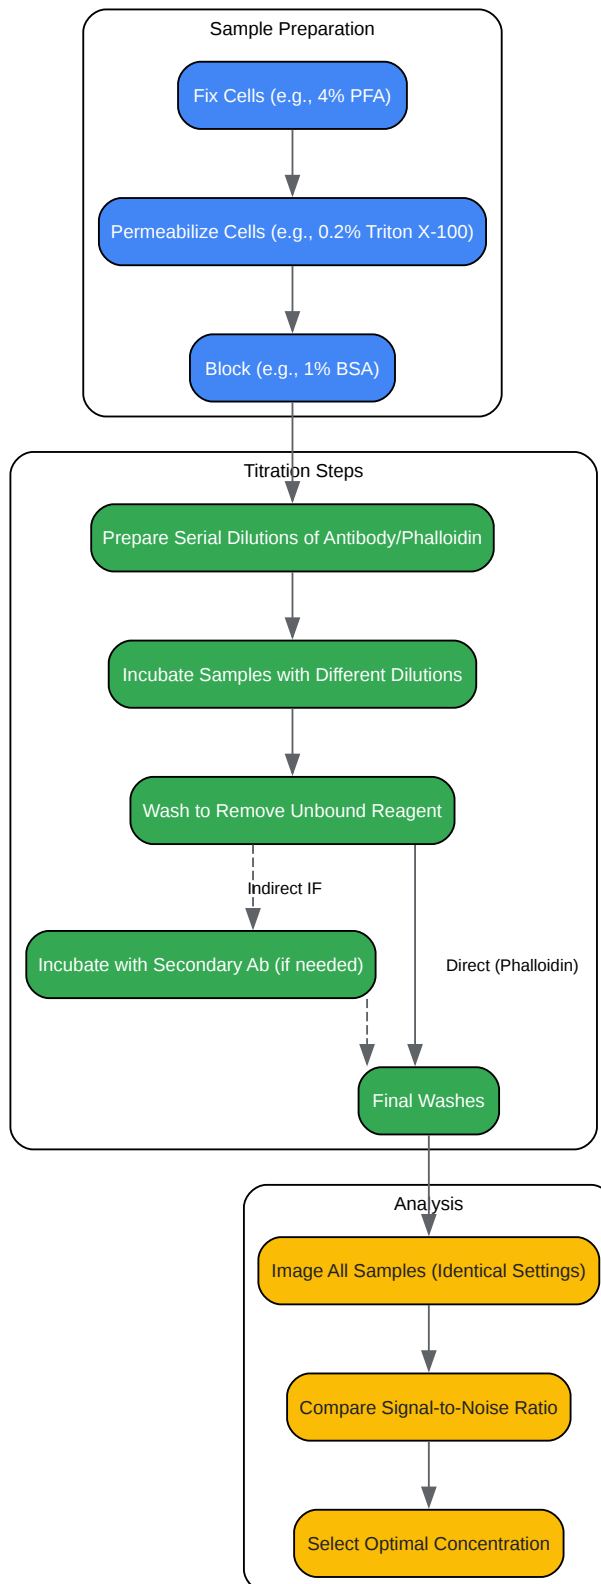 Sample Preparation
Fix Cells (e.g., 4% PFA)
Permeabilize Cells (e.g., 0.2% Triton X-100)
Block (e.g., 1% BSA)
Titration Steps
Prepare Serial Dilutions of Antibody/Phalloidin
Incubate Samples with Different Dilutions
Wash to Remove Unbound Reagent
Indirect IF
Incubate with Secondary Ab (if needed)
Direct (Phalloidin)
Final Washes
Analysis
Image All Samples (Identical Settings)
Compare Signal-to-Noise Ratio
Select Optimal Concentration